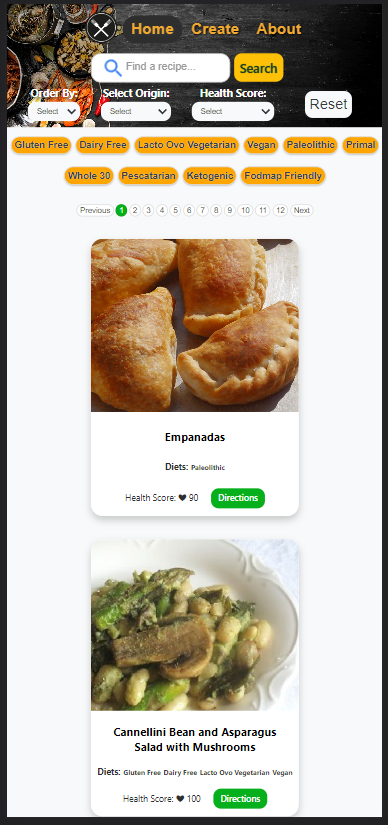 Home Create About
Find a recipe... Search
Order By: Select Origin: Health Score:
Select Select Select Reset
Gluten Free Dairy Free Lacto Ovo Vegetarian Vegan Paleolithic Primal
Whole 30 Pescatarian Ketogenic Fodmap Friendly
Previous 1 2 3 4 5 6 7 8 9 10 11 12 Next
Empanadas
Diets: Paleolithic
Health Score: ❤ 90 Directions
Cannellini Bean and Asparagus
Salad with Mushrooms
Diets: Gluten Free Dairy Free Lacto Ovo Vegetarian Vegan
Health Score: ❤ 100 Directions